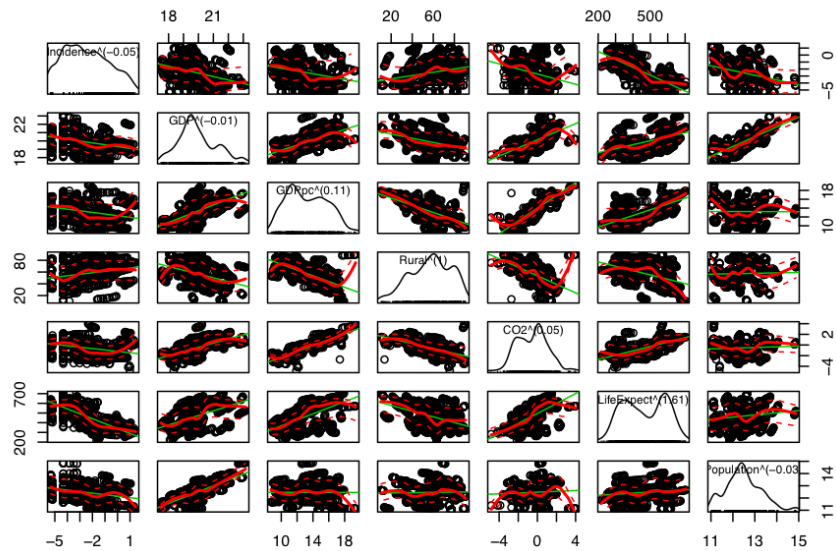 18 21 20 60 200 500
Incidence^(−0.05)
−5 0
18 22
GDP^(−0.01)
GDPpc^(0.11)
10 18
20 80
Rural^(1)
CO2^(0.05)
−4 2
200 700
LifeExpect^(1.61)
Population^(−0.03
11 14
−5 −2 1 10 14 18 −4 0 4 11 13 15